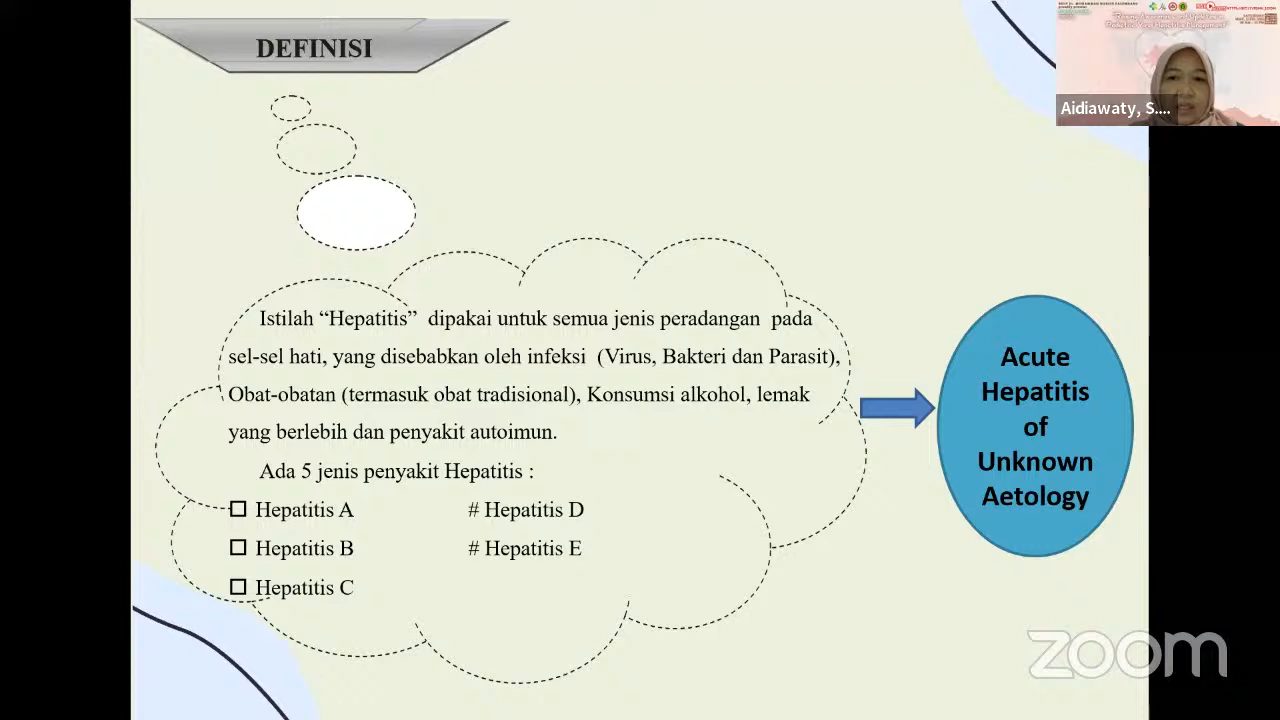 DEFINISI
Istilah “Hepatitis” dipakai untuk semua jenis peradangan pada
sel-sel hati, yang disebabkan oleh infeksi (Virus, Bakteri dan Parasit),
Obat-obatan (termasuk obat tradisional), Konsumsi alkohol, lemak
yang berlebih dan penyakit autoimun.
Ada 5 jenis penyakit Hepatitis :
Hepatitis A # Hepatitis D
Hepatitis B # Hepatitis E
Hepatitis C
Acute
Hepatitis
of
Unknown
Aetology
Aidiawaty, S....
zoom